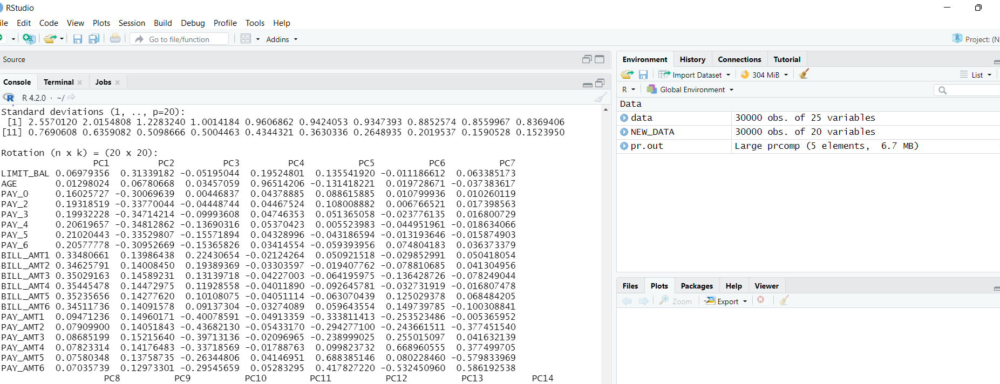 RStudio
ile Edit Code View Plots Session Build Debug Profile Tools Help
Go to file/function Addins Project: (N
Source
Console Terminal Jobs
R 4.2.0 · ~/
Standard deviations (1, .., p=20):
[1] 2.5570120 2.0154808 1.2283240 1.0014184 0.9606862 0.9424053 0.9347393 0.8852574 0.8559967 0.8369406
[11] 0.7690608 0.6359082 0.5098666 0.5004463 0.4344321 0.3630336 0.2648935 0.2019537 0.1590528 0.1523950
Rotation (n x k) = (20 x 20):
PC1 PC2 PC3 PC4 PC5 PC6 PC7
LIMIT_BAL 0.06979356 0.31339182 -0.05195044 0.19524801 0.135541920 -0.011186612 0.063385173
AGE 0.01298024 0.06780668 0.03457059 0.96514206 -0.131418221 0.019728671 -0.037383617
PAY_0 0.16025727 -0.30069639 0.00446837 0.04378885 0.088615885 0.010799936 0.010260119
PAY_2 0.19318519 -0.33770044 -0.04448744 0.04467524 0.108008882 0.006766521 0.017398563
PAY_3 0.19932228 -0.34714214 -0.09993608 0.04746353 0.051365058 -0.023776135 0.016800729
PAY_4 0.20619657 -0.34812862 -0.13690316 0.05370423 0.005523983 -0.044951961 -0.018634066
PAY_5 0.21020443 -0.33529807 -0.15571894 0.04328996 -0.043186594 -0.013193646 -0.015874903
PAY_6 0.20577778 -0.30952669 -0.15365826 0.03414554 -0.059393956 0.074804183 0.036373379
BILL_AMT1 0.33480661 0.13986438 0.22430654 -0.02124264 0.050921518 -0.029852991 0.050418054
BILL_AMT2 0.34625791 0.14008450 0.19389369 -0.03303597 -0.019407762 -0.078810685 0.041304956
BILL_AMT3 0.35029163 0.14589231 0.13139718 -0.04227003 -0.064195975 -0.136428726 -0.078249044
BILL_AMT4 0.35445478 0.14472975 0.11928558 -0.04011890 -0.092645781 -0.032731919 -0.016807478
BILL_AMT5 0.35235656 0.14277620 0.10108075 -0.04051114 -0.063070439 0.125029378 0.068484205
BILL_AMT6 0.34511736 0.14091578 0.09137304 -0.03274089 0.059643554 0.149739785 -0.100308841
PAY_AMT1 0.09471236 0.14960171 -0.40078591 -0.04913359 -0.333811413 -0.253523486 -0.005365952
PAY_AMT2 0.07909900 0.14051843 -0.43682130 -0.05433170 -0.294277100 -0.243661511 -0.377451540
PAY_AMT3 0.08685199 0.15215640 -0.39713136 -0.02096965 -0.238999025 0.255015097 0.041632139
PAY_AMT4 0.07823314 0.14176483 -0.33718569 -0.01788763 0.099823732 0.668960555 0.377499705
PAY_AMT5 0.07580348 0.13758735 -0.26344806 0.04146951 0.688385146 0.080228460 -0.579833969
PAY_AMT6 0.07035739 0.12973301 -0.29545659 0.05283295 0.417827220 -0.532450960 0.586192538
PC8 PC9 PC10 PC11 PC12 PC13 PC14
Environment History Connections Tutorial
Import Dataset 304 MiB List
R Global Environment
Data
data 30000 obs. of 25 variables
NEW_DATA 30000 obs. of 20 variables
pr.out Large prcomp (5 elements, 6.7 MB)
Files Plots Packages Help Viewer
Zoom Export